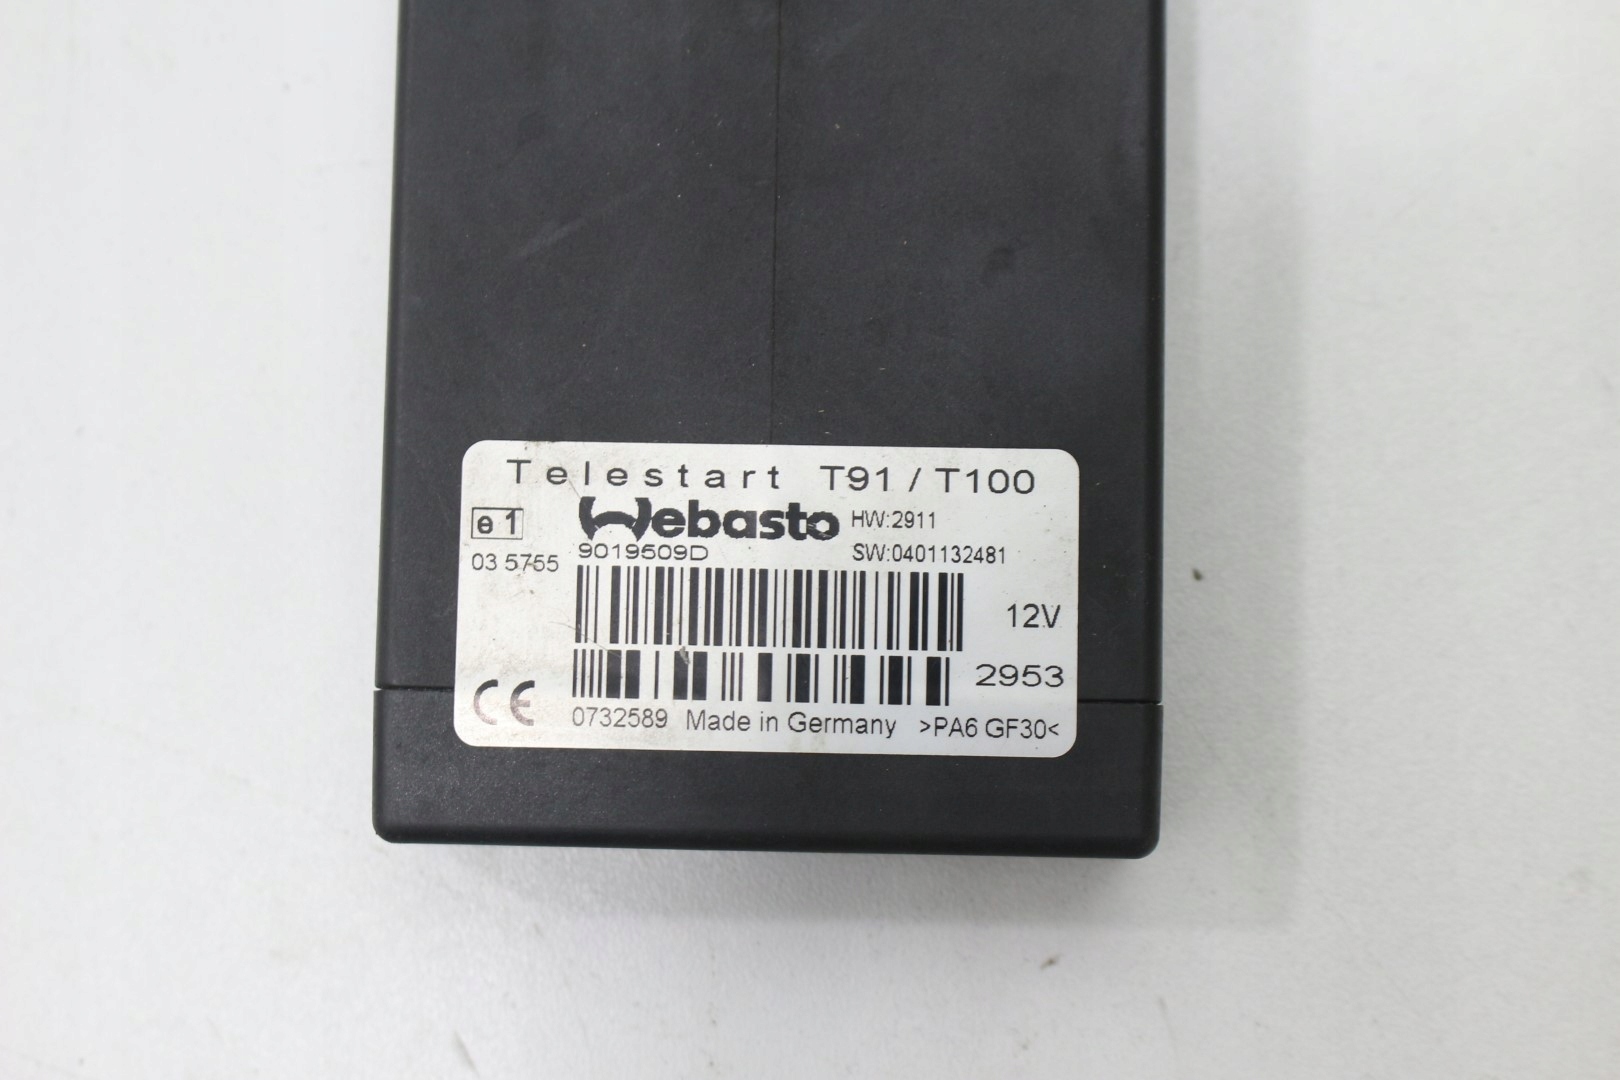 Telestart T91 / T100
e1 Webasto HW:2911
03 5755 9019509D SW:0401132481
12V
2953
CE 0732589 Made in Germany >PA6 GF30<